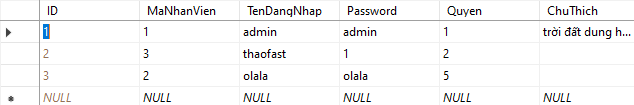 ID MaNhanVien TenDangNhap Password Quyen ChuThich
1 1 admin admin 1 trời đất dung h...
2 3 thaofast 1 2
3 2 olala olala 5
NULL NULL NULL NULL NULL NULL